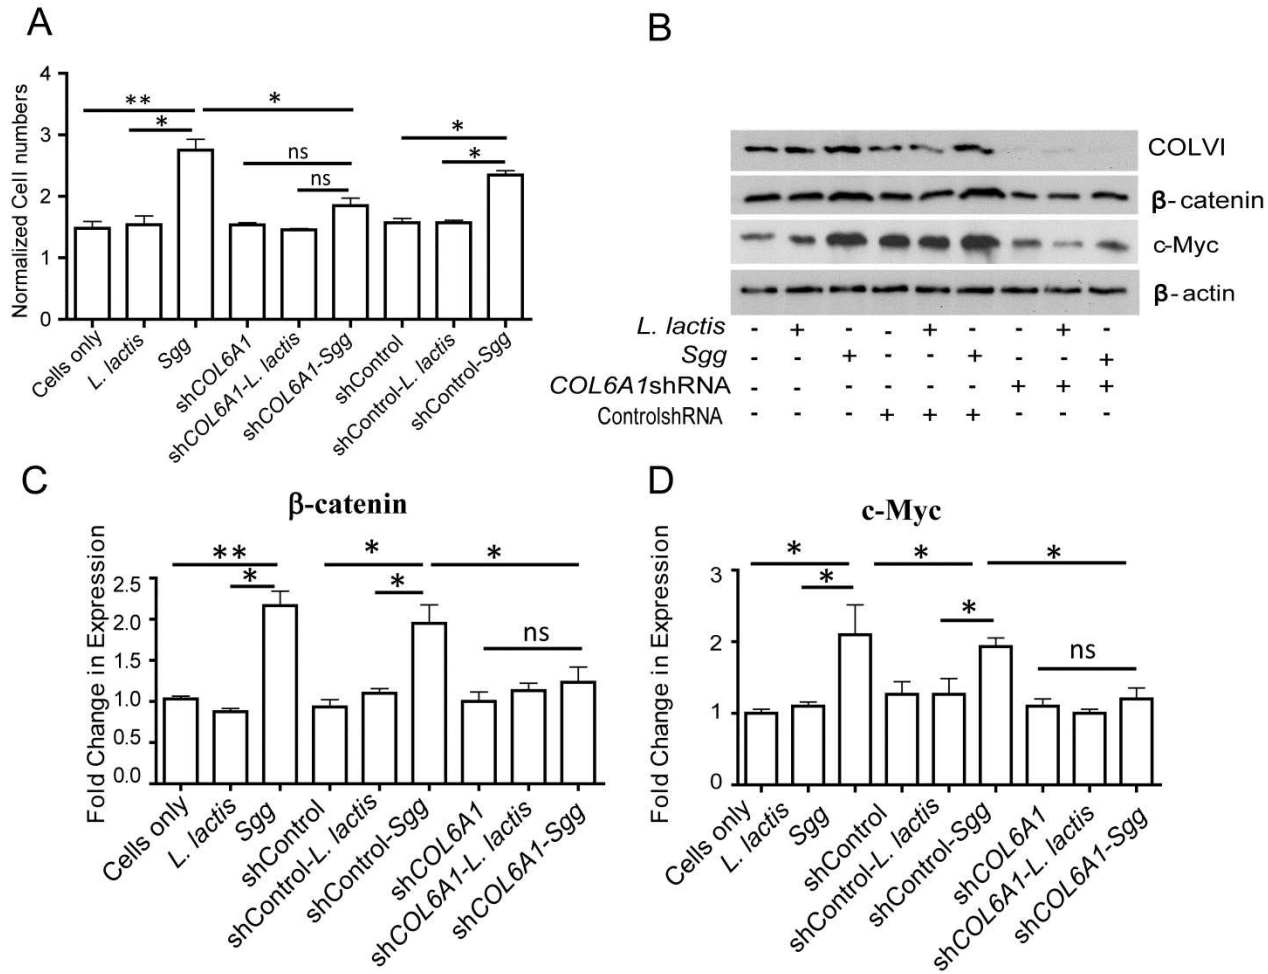 A
Normalized Cell numbers
4
3
2
1
0
** * * ns ns * *
Cells only
L. lactis
Sgg
shCOL6A1
shCOL6A1-L. lactis
shCOL6A1-Sgg
shControl
shControl-L. lactis
shControl-Sgg
B
COLVI
β- catenin
c-Myc
β- actin
L. lactis - + - - + - - + -
Sgg - - + - - + - - +
COL6A1shRNA - - - - - - + + +
ControlshRNA - - - + + + - - -
C
β-catenin
Fold Change in Expression
2.5
2.0
1.5
1.0
0.5
0.0
** * * * * ns
Cells only
L. lactis
Sgg
shControl
shControl-L. lactis
shControl-Sgg
shCOL6A1
shCOL6A1-L. lactis
shCOL6A1-Sgg
D
c-Myc
Fold Change in Expression
3
2
1
0
* * * * * ns
Cells only
L. lactis
Sgg
shControl
shControl-L. lactis
shControl-Sgg
shCOL6A1
shCOL6A1-L. lactis
shCOL6A1-Sgg